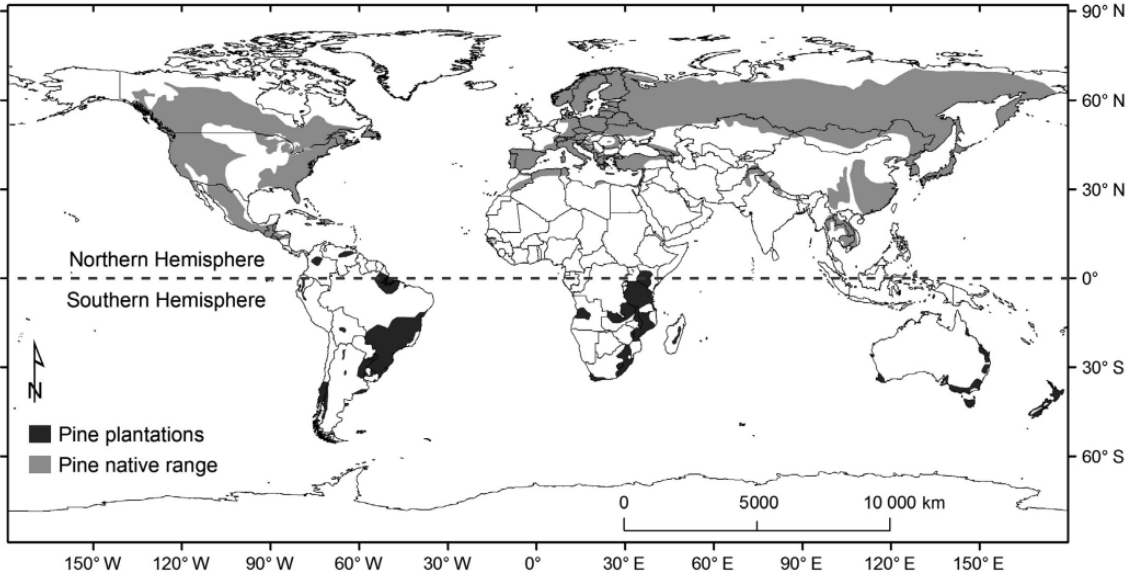 90° N
60° N
30° N
Northern Hemisphere
0°
Southern Hemisphere
30° S
N
Pine plantations
Pine native range
60° S
0 5000 10 000 km
150° W 120° W 90° W 60° W 30° W 0° 30° E 60° E 90° E 120° E 150° E